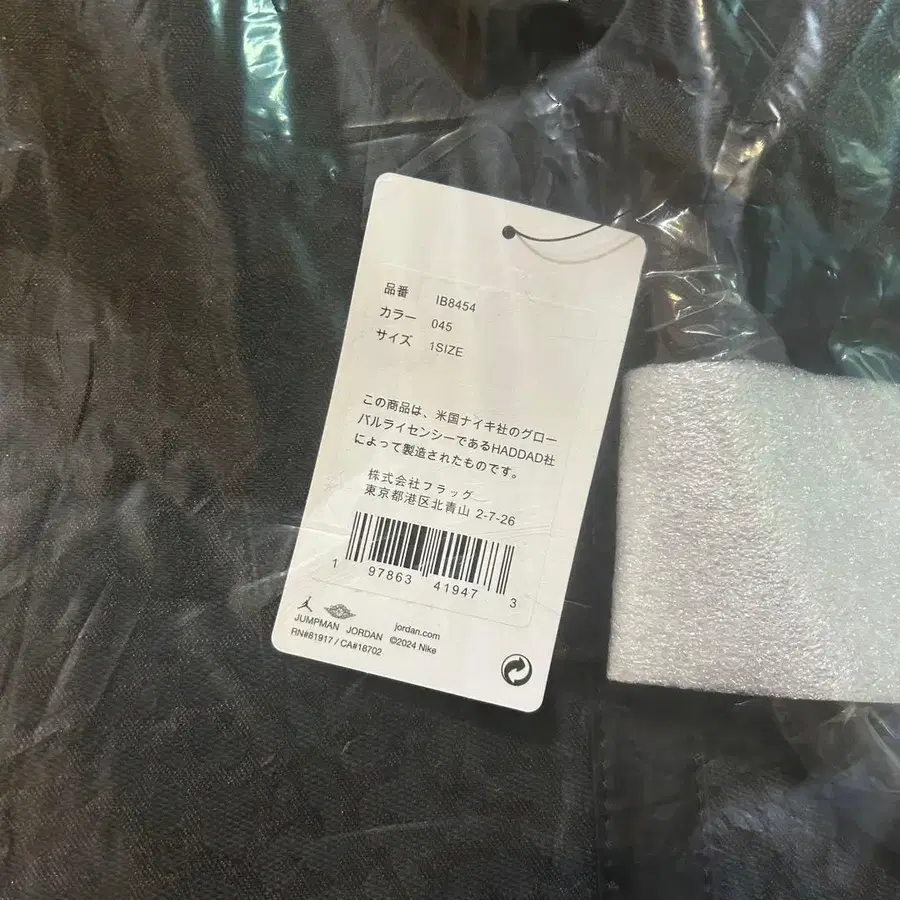 品番 IB8454
カラー 045
サイズ 1SIZE
この商品は、米国ナイキ社のグロー
バルライセンシーであるHADDAD社
によって製造されたものです。
株式会社フラッグ
東京都港区北青山 2-7-26
1 97863 41947 3
JUMPMAN JORDAN jordan.com
RN#81917 / CA#18702 ©2024 Nike